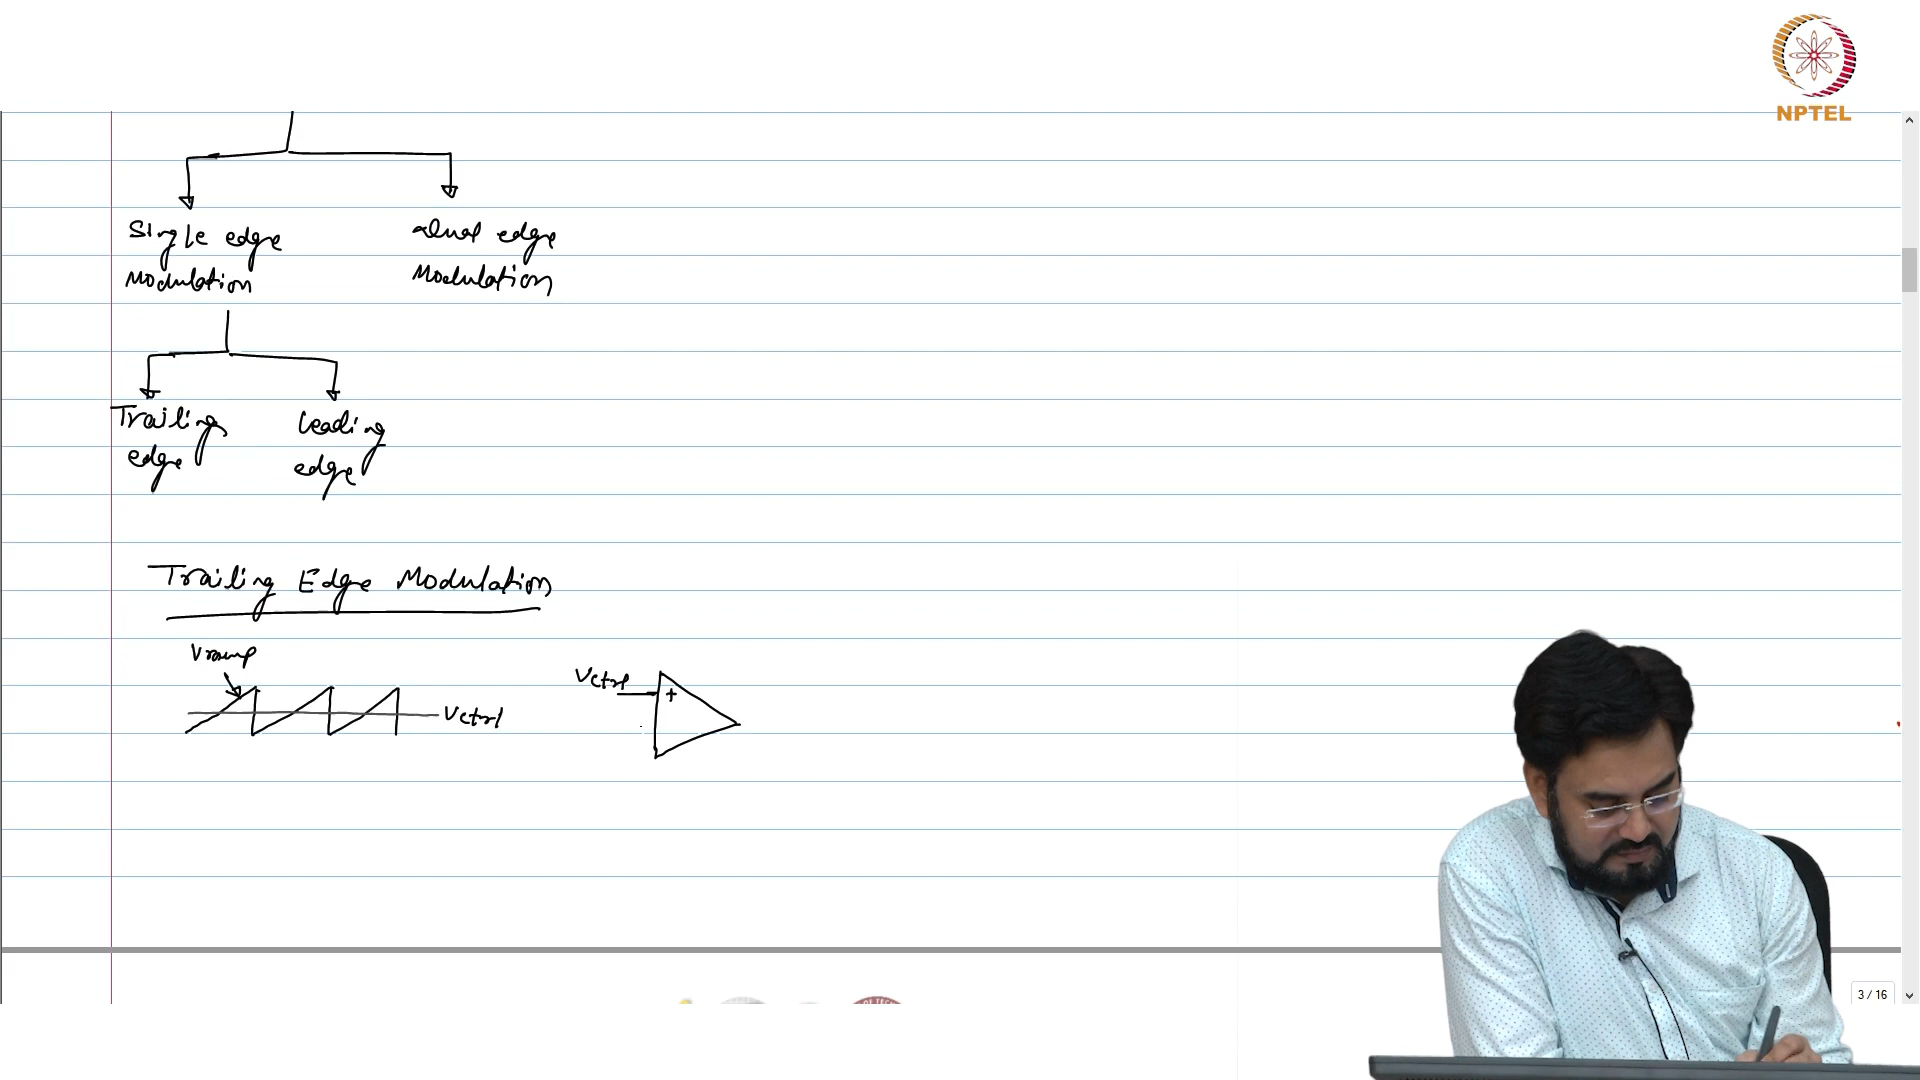 NPTEL
Single edge
Modulation
dual edge
Modulation
Trailing
edge
leading
edge
Trailing Edge Modulation
Vramp
Vctrl
Vctrl
+
3 / 16